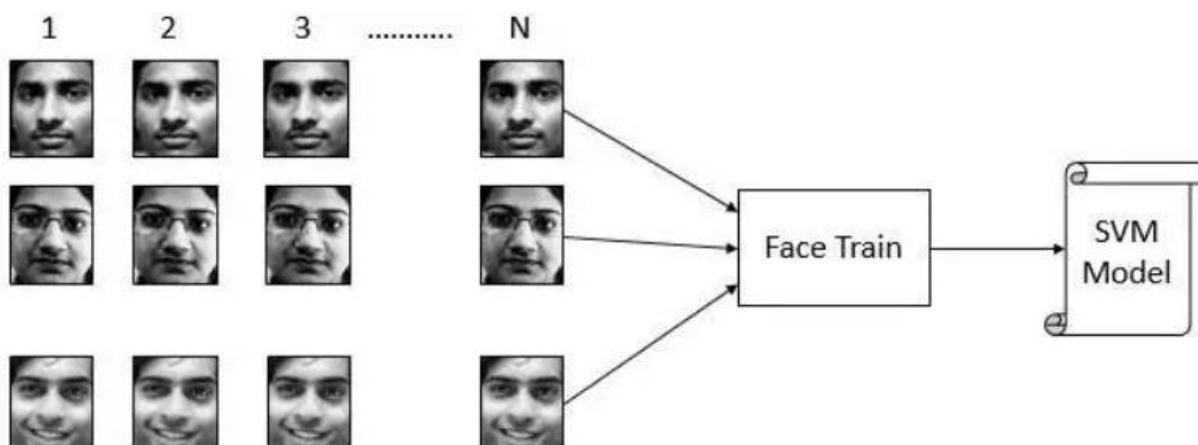 1 2 3 ........... N
Face Train
SVM
Model